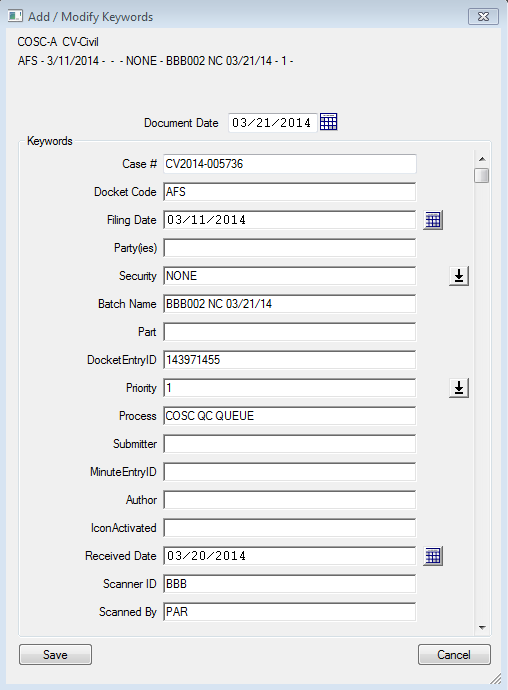 Add / Modify Keywords
COSC-A CV-Civil
AFS - 3/11/2014 - - - NONE - BBB002 NC 03/21/14 - 1 -
Document Date 03/21/2014
Keywords
Case # CV2014-005736
Docket Code AFS
Filing Date 03/11/2014
Party(ies)
Security NONE
Batch Name BBB002 NC 03/21/14
Part
DocketEntryID 143971455
Priority 1
Process COSC QC QUEUE
Submitter
MinuteEntryID
Author
IconActivated
Received Date 03/20/2014
Scanner ID BBB
Scanned By PAR
Save Cancel